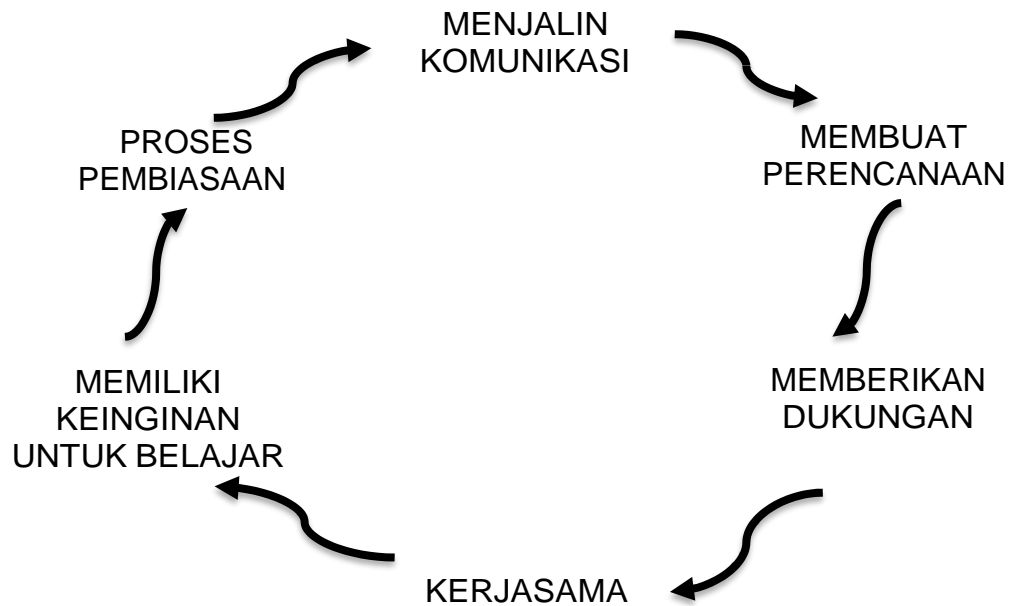 MENJALIN
KOMUNIKASI
MEMBUAT
PERENCANAAN
MEMBERIKAN
DUKUNGAN
KERJASAMA
MEMILIKI
KEINGINAN
UNTUK BELAJAR
PROSES
PEMBIASAAN